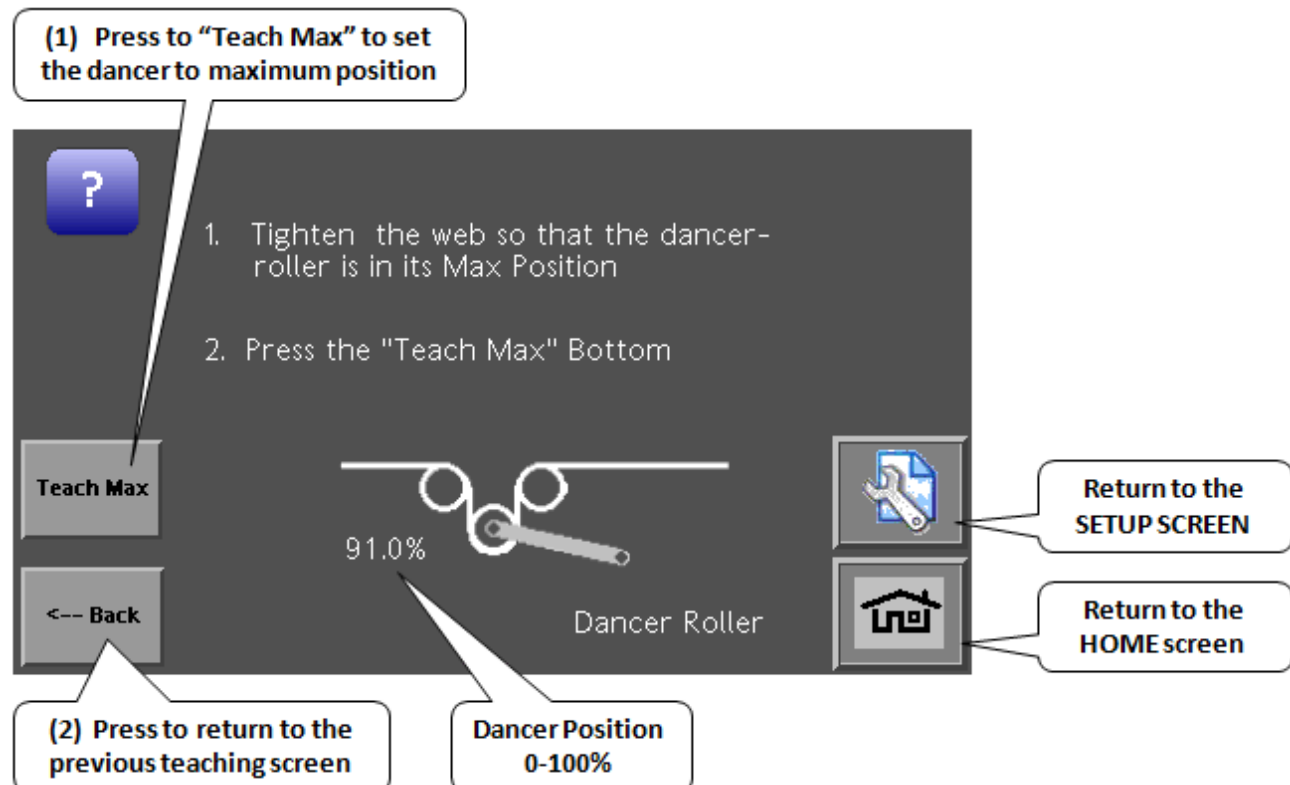 (1) Press to “Teach Max” to set
the dancer to maximum position
?
1. Tighten the web so that the dancer-
roller is in its Max Position
2. Press the "Teach Max" Bottom
Teach Max
91.0%
<-- Back
Dancer Roller
Return to the
SETUP SCREEN
Return to the
HOME screen
(2) Press to return to the
previous teaching screen
Dancer Position
0-100%